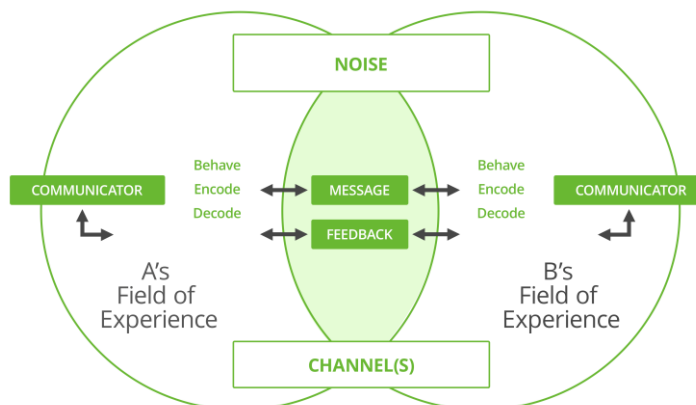 NOISE
Behave
Encode
Decode
COMMUNICATOR
MESSAGE
FEEDBACK
Behave
Encode
Decode
COMMUNICATOR
A's
Field of
Experience
B's
Field of
Experience
CHANNEL(S)